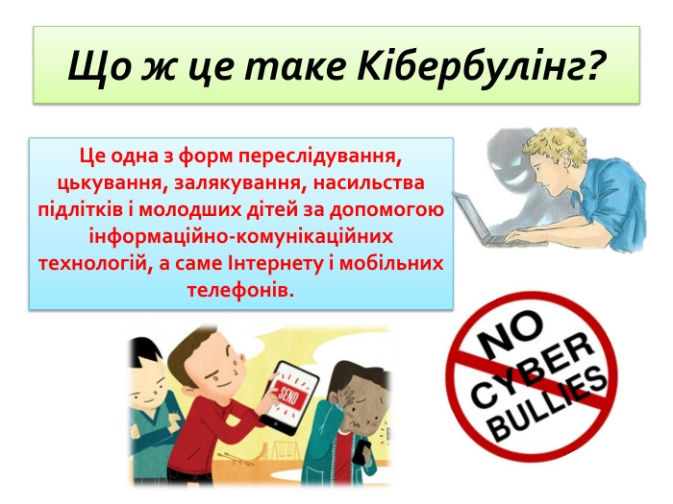 Що ж це таке Кібербулінг?
Це одна з форм переслідування,
цькування, залякування, насильства
підлітків і молодших дітей за допомогою
інформаційно-комунікаційних
технологій, а саме Інтернету і мобільних
телефонів.
SEND
NO
CYBER
BULLIES